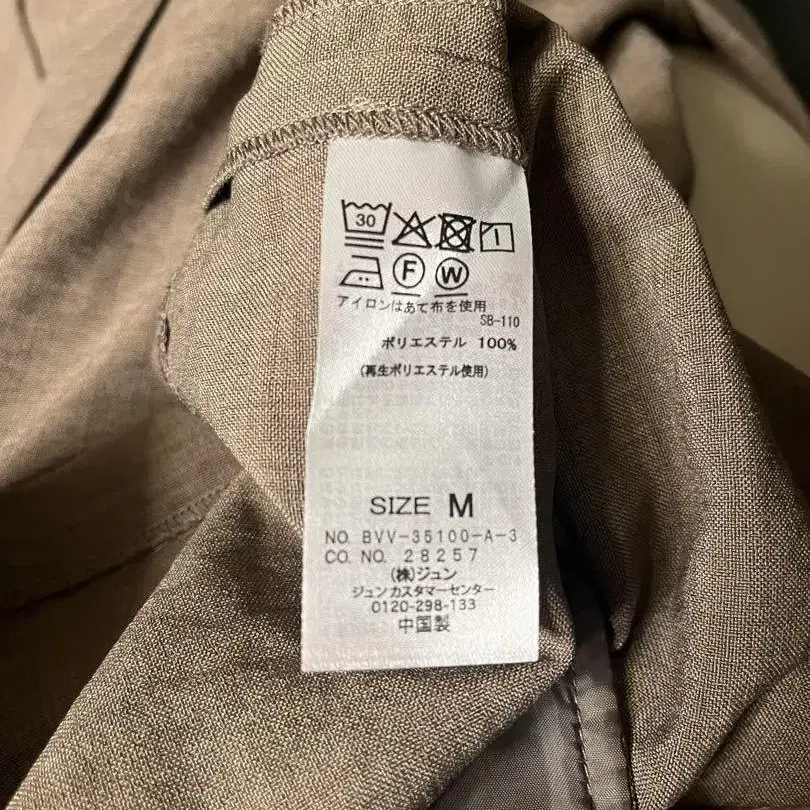 30
F W
アイロンはあて布を使用
SB-110
ポリエステル 100%
(再生ポリエステル使用)
SIZE M
NO. BVV-35100-A-3
CO. NO. 28257
(株)ジュン
ジュンカスタマーセンター
0120-298-133
中国製